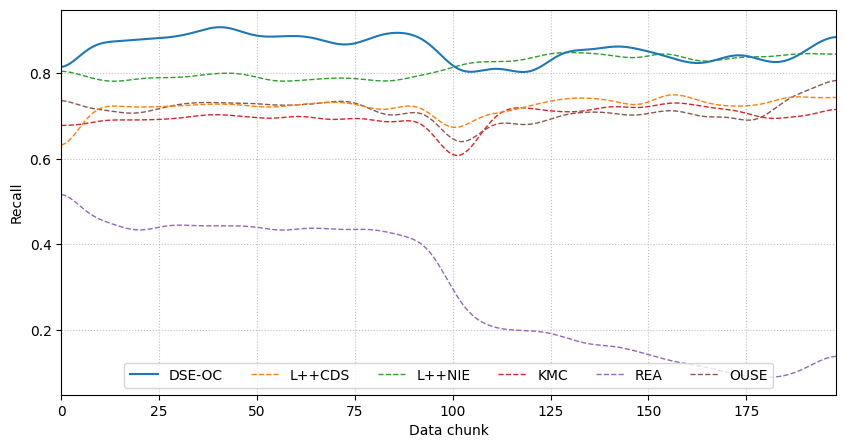 Recall
0.8
0.6
0.4
0.2
DSE-OC L++CDS L++NIE KMC REA OUSE
0 25 50 75 100 125 150 175
Data chunk